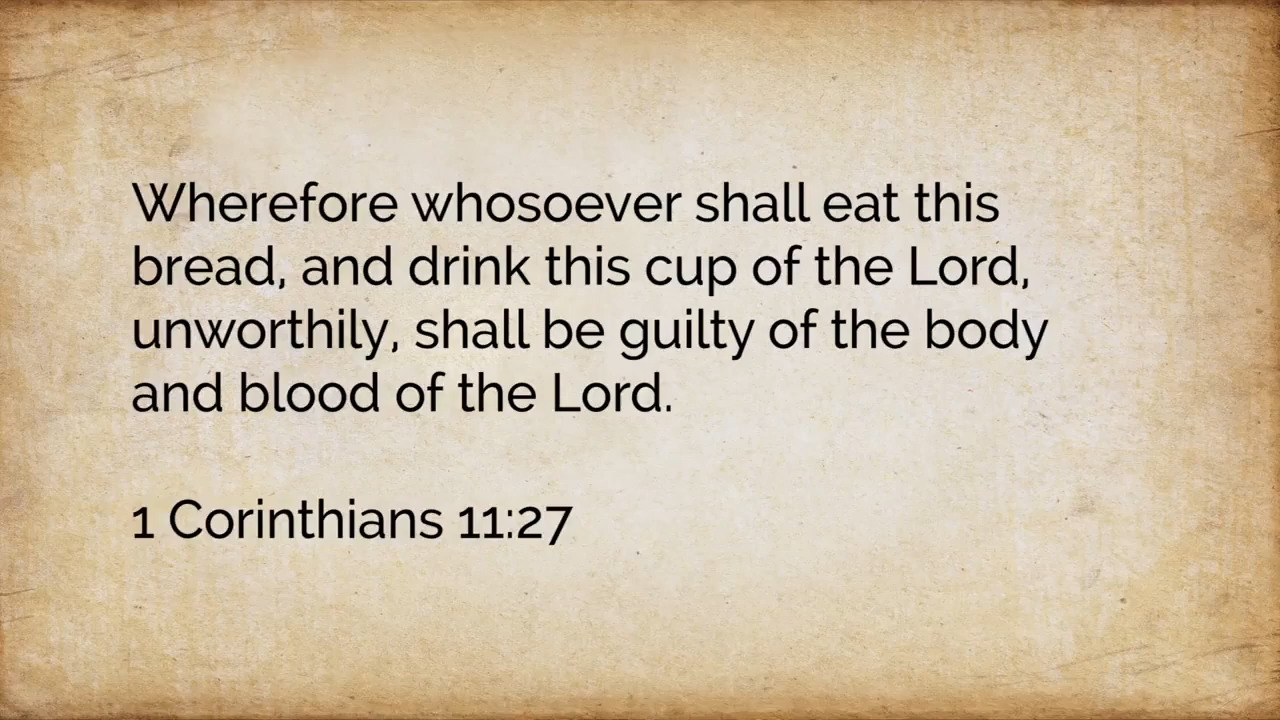 Wherefore whosoever shall eat this
bread, and drink this cup of the Lord,
unworthily, shall be guilty of the body
and blood of the Lord.
1 Corinthians 11:27